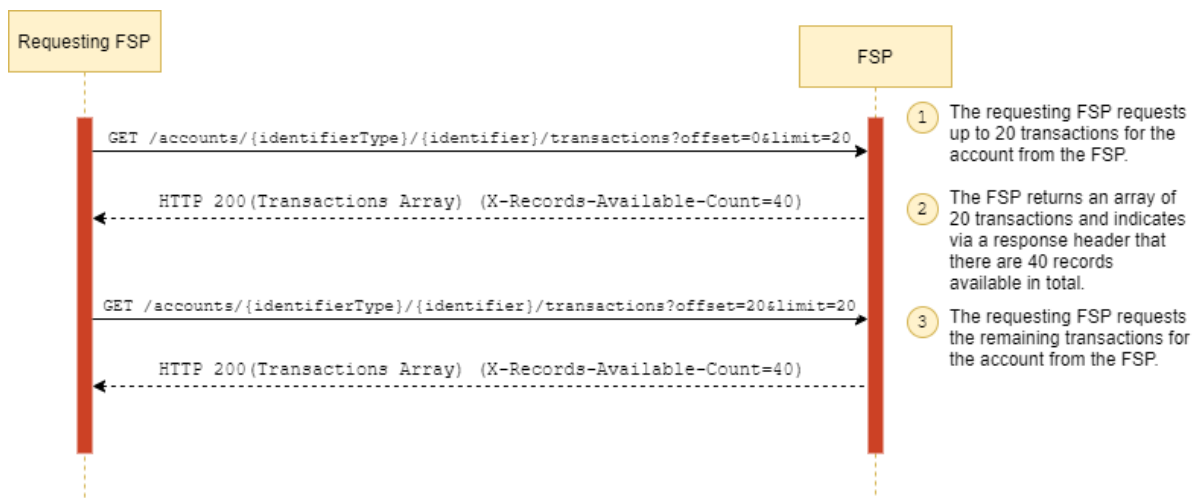 Requesting FSP
FSP
GET /accounts/{identifierType}/{identifier}/transactions?offset=0&limit=20
1
The requesting FSP requests
up to 20 transactions for the
account from the FSP.
HTTP 200(Transactions Array) (X-Records-Available-Count=40)
2
The FSP returns an array of
20 transactions and indicates
via a response header that
there are 40 records
available in total.
GET /accounts/{identifierType}/{identifier}/transactions?offset=20&limit=20
3
The requesting FSP requests
the remaining transactions for
the account from the FSP.
HTTP 200(Transactions Array) (X-Records-Available-Count=40)